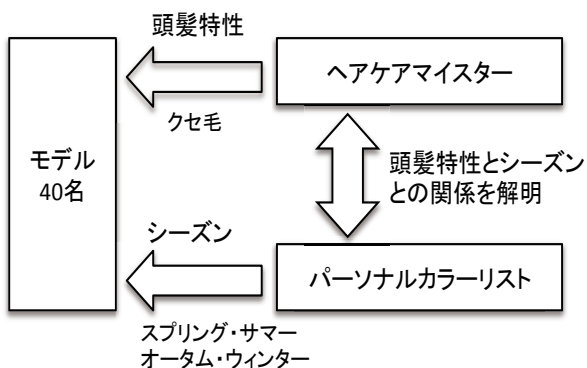 頭髪特性
ヘアケアマイスター
クセ毛
モデル
40名
頭髪特性とシーズン
との関係を解明
シーズン
パーソナルカラーリスト
スプリング・サマー
オータム・ウィンター